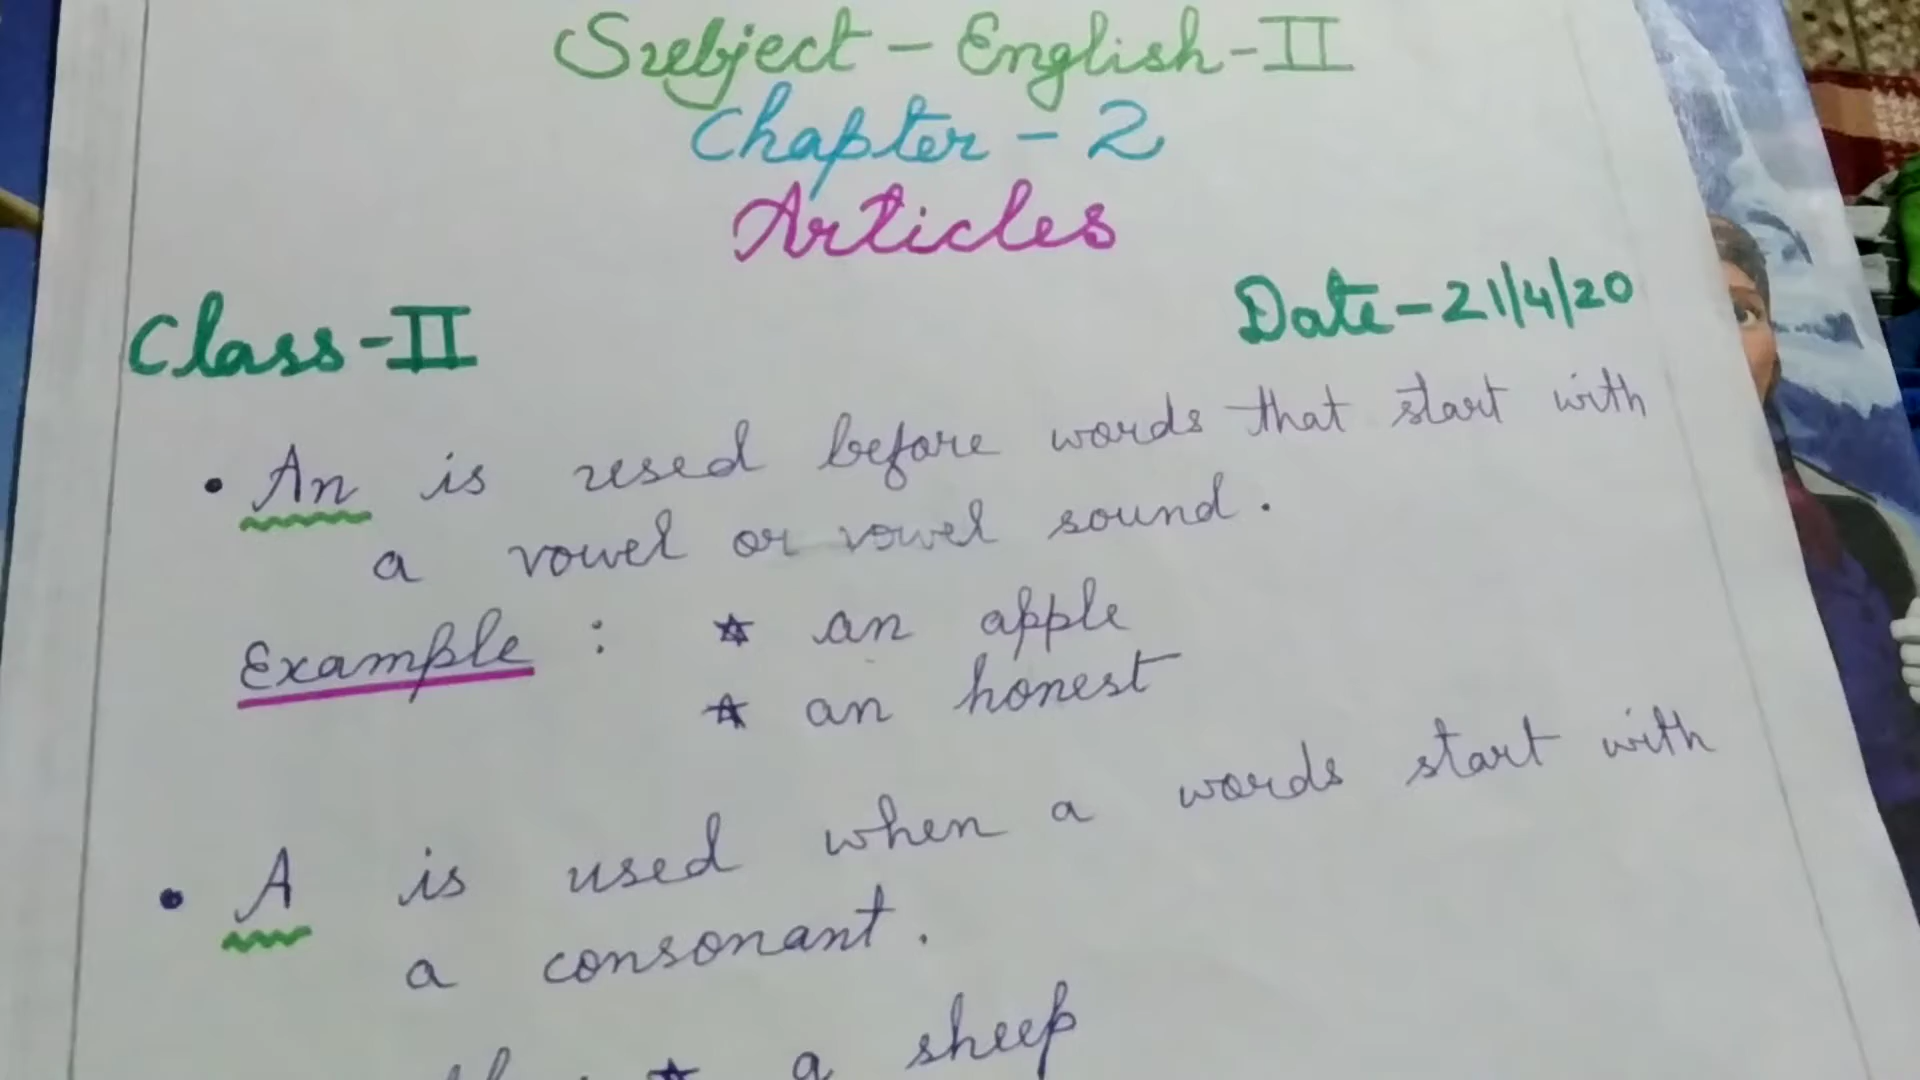 Subject - English - II
Chapter - 2
Articles
Class - II
Date - 21/4/20
• An is used before words that start with
a vowel or vowel sound.
Example : ☆ an apple
☆ an honest
• A is used when a words start with
a consonant.
☆ a sheep